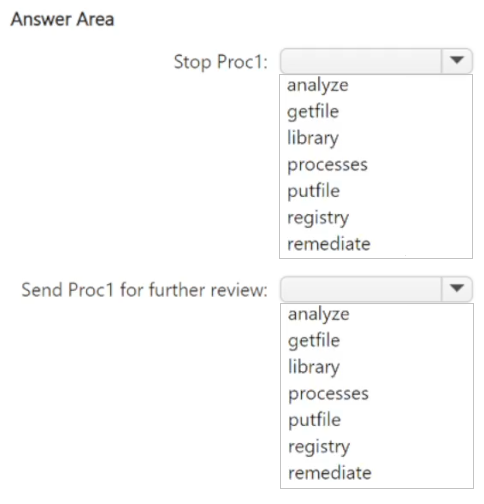 Answer Area
Stop Proc1:
analyze
getfile
library
processes
putfile
registry
remediate
Send Proc1 for further review:
analyze
getfile
library
processes
putfile
registry
remediate